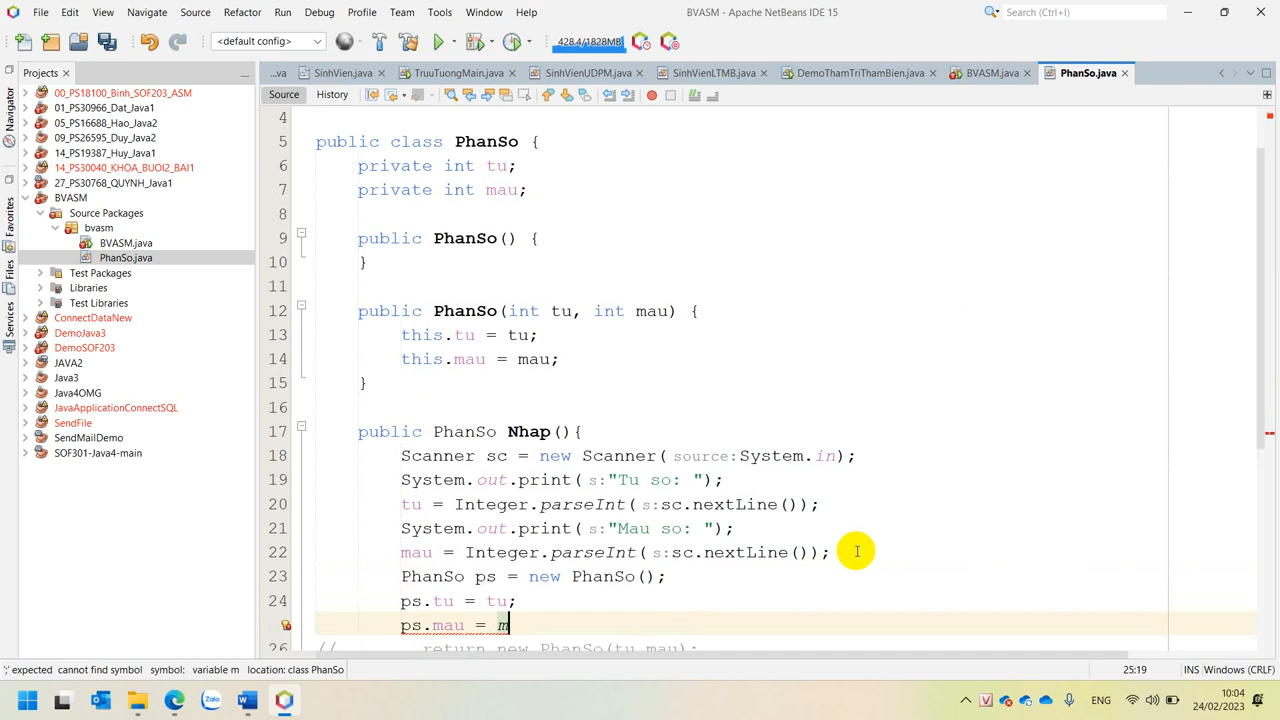 File Edit View Navigate Source Refactor Run Debug Profile Team Tools Window Help
BVASM - Apache NetBeans IDE 15
Search (Ctrl+I)
<default config>
428.4/1828MB
Projects
...va
SinhVien.java
TruuTuongMain.java
SinhVienUDPM.java
SinhVienLTMB.java
DemoThamTriThamBien.java
BVASM.java
PhanSo.java
Source
History
Navigator
Favorites
Files
Services
00_PS18100_Binh_SOF203_ASM
01_PS30966_Dat_Java1
05_PS16688_Hao_Java2
09_PS26595_Duy_Java2
14_PS19387_Huy_Java1
14_PS30040_KHOA_BUOI2_BAI1
27_PS30768_QUYNH_Java1
BVASM
Source Packages
bvasm
BVASM.java
PhanSo.java
Test Packages
Libraries
Test Libraries
ConnectDataNew
DemoJava3
DemoSOF203
JAVA2
Java3
Java4OMG
JavaApplicationConnectSQL
SendFile
SendMailDemo
SOF301-Java4-main
4
5 public class PhanSo {
6 private int tu;
7 private int mau;
8
9 public PhanSo() {
10 }
11
12 public PhanSo(int tu, int mau) {
13 this.tu = tu;
14 this.mau = mau;
15 }
16
17 public PhanSo Nhap(){
18 Scanner sc = new Scanner(source:System.in);
19 System.out.print(s:"Tu so: ");
20 tu = Integer.parseInt(s:sc.nextLine());
21 System.out.print(s:"Mau so: ");
22 mau = Integer.parseInt(s:sc.nextLine());
23 PhanSo ps = new PhanSo();
24 ps.tu = tu;
ps.mau = m
26 // return new PhanSo(tu,mau);
';' expected cannot find symbol symbol: variable m location: class PhanSo
25:19
INS
Windows (CRLF)
Zalo
ENG
10:04
24/02/2023